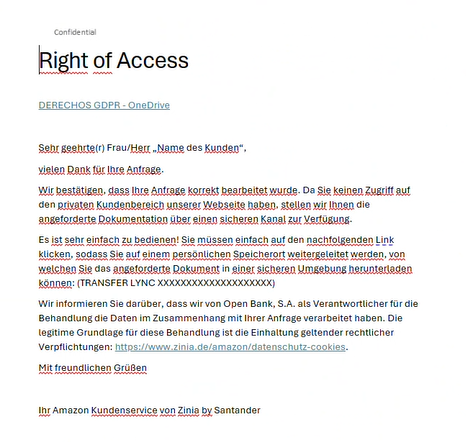 Confidential
Right of Access
DERECHOS GDPR - OneDrive
Sehr geehrte(r) Frau/Herr „Name des Kunden“,
vielen Dank für Ihre Anfrage.
Wir bestätigen, dass Ihre Anfrage korrekt bearbeitet wurde. Da Sie keinen Zugriff auf
den privaten Kundenbereich unserer Webseite haben, stellen wir Ihnen die
angeforderte Dokumentation über einen sicheren Kanal zur Verfügung.
Es ist sehr einfach zu bedienen! Sie müssen einfach auf den nachfolgenden Link
klicken, sodass Sie auf einem persönlichen Speicherort weitergeleitet werden, von
welchen Sie das angeforderte Dokument in einer sicheren Umgebung herunterladen
können: (TRANSFER LYNC XXXXXXXXXXXXXXXXXXXX)
Wir informieren Sie darüber, dass wir von Open Bank, S.A. als Verantwortlicher für die
Behandlung die Daten im Zusammenhang mit Ihrer Anfrage verarbeitet haben. Die
legitime Grundlage für diese Behandlung ist die Einhaltung geltender rechtlicher
Verpflichtungen: https://www.zinia.de/amazon/datenschutz-cookies.
Mit freundlichen Grüßen
Ihr Amazon Kundenservice von Zinia by Santander